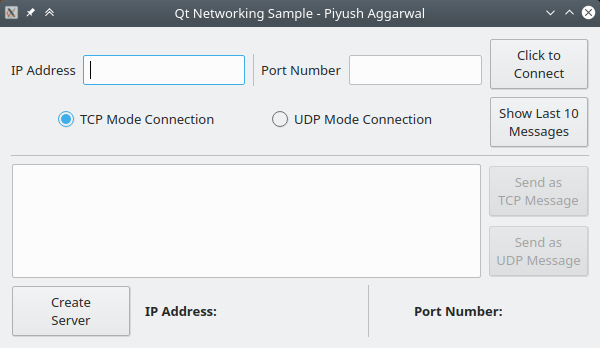 Qt Networking Sample - Piyush Aggarwal
IP Address
Port Number
Click to
Connect
TCP Mode Connection
UDP Mode Connection
Show Last 10
Messages
Send as
TCP Message
Send as
UDP Message
Create
Server
IP Address:
Port Number: